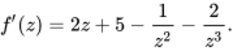 f′(z) = 2z + 5 − 1/z² − 2/z³.